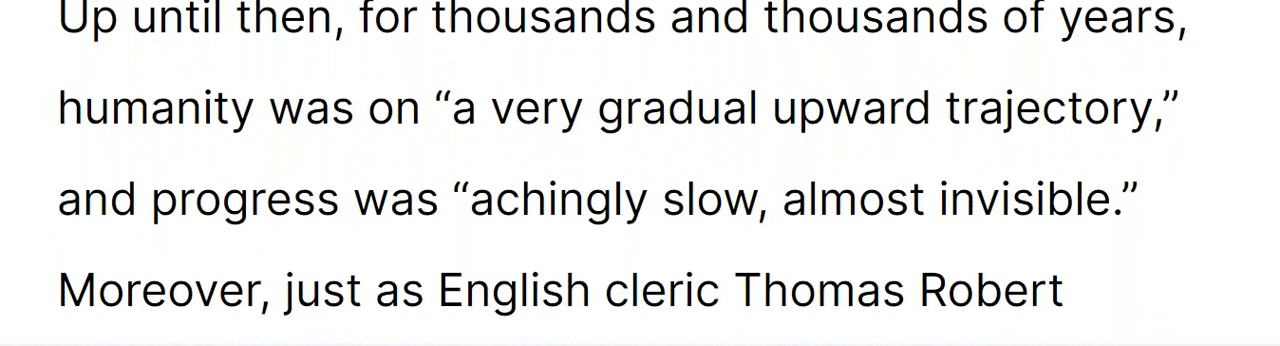 Up until then, for thousands and thousands of years,
humanity was on “a very gradual upward trajectory,”
and progress was “achingly slow, almost invisible.”
Moreover, just as English cleric Thomas Robert